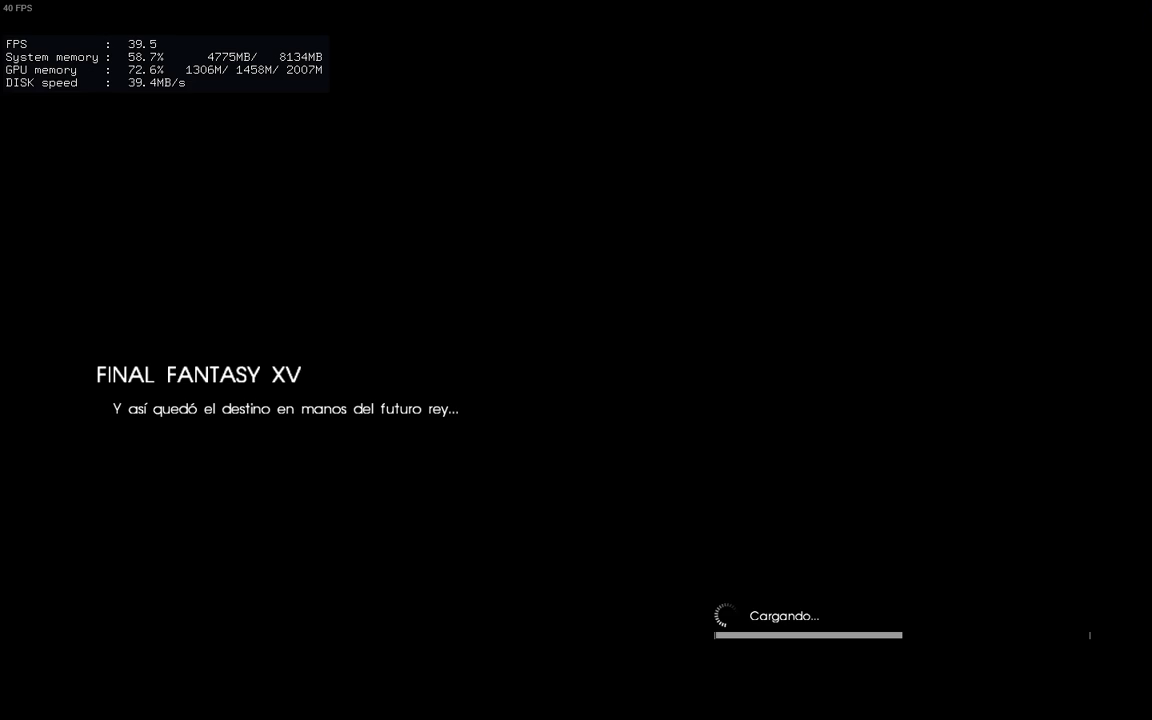 40 FPS
FPS : 39.5
System memory : 58.7% 4775MB/ 8134MB
GPU memory : 72.6% 1306M/ 1458M/ 2007M
DISK speed : 39.4MB/s
FINAL FANTASY XV
Y así quedó el destino en manos del futuro rey...
Cargando...